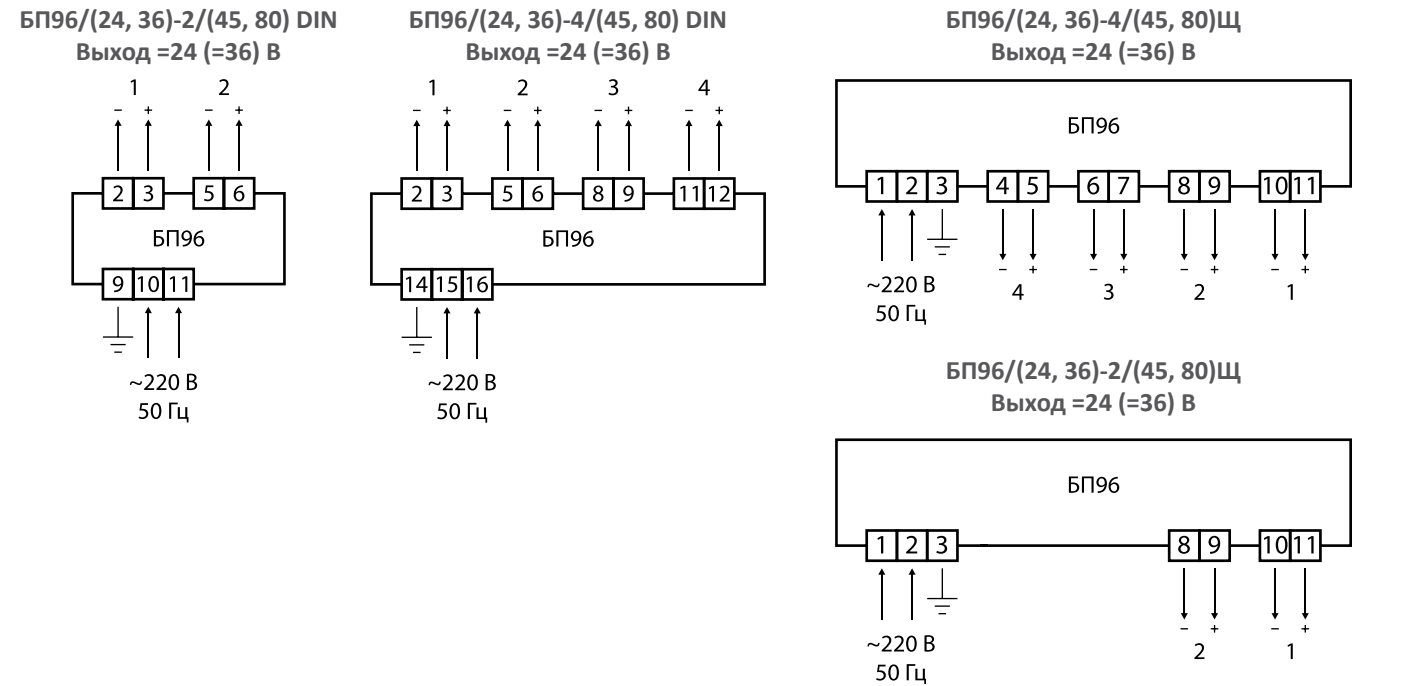 БП96/(24, 36)-2/(45, 80) DIN
Выход =24 (=36) В
1 2
– + – +
2 3 5 6
БП96
9 10 11
~220 В
50 Гц
БП96/(24, 36)-4/(45, 80) DIN
Выход =24 (=36) В
1 2 3 4
– + – + – + – +
2 3 5 6 8 9 11 12
БП96
14 15 16
~220 В
50 Гц
БП96/(24, 36)-4/(45, 80)Щ
Выход =24 (=36) В
БП96
1 2 3 4 5 6 7 8 9 10 11
– + – + – + – +
~220 В
50 Гц
4 3 2 1
БП96/(24, 36)-2/(45, 80)Щ
Выход =24 (=36) В
БП96
1 2 3 8 9 10 11
– + – +
~220 В
50 Гц
2 1